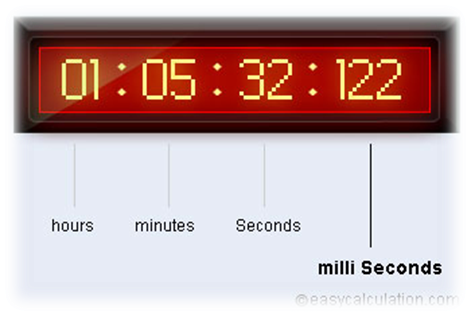 01 : 05 : 32 : 122
hours minutes Seconds
milli Seconds
©easycalculation.com